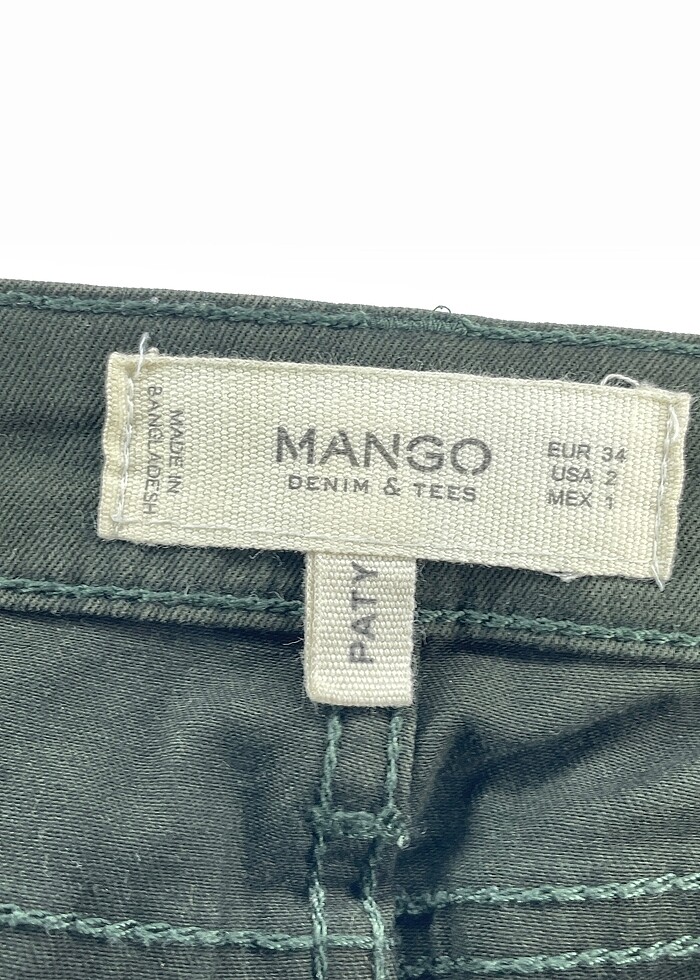 MADE IN
BANGLADESH
MANGO
DENIM & TEES
EUR 34
USA 2
MEX 1
PATY